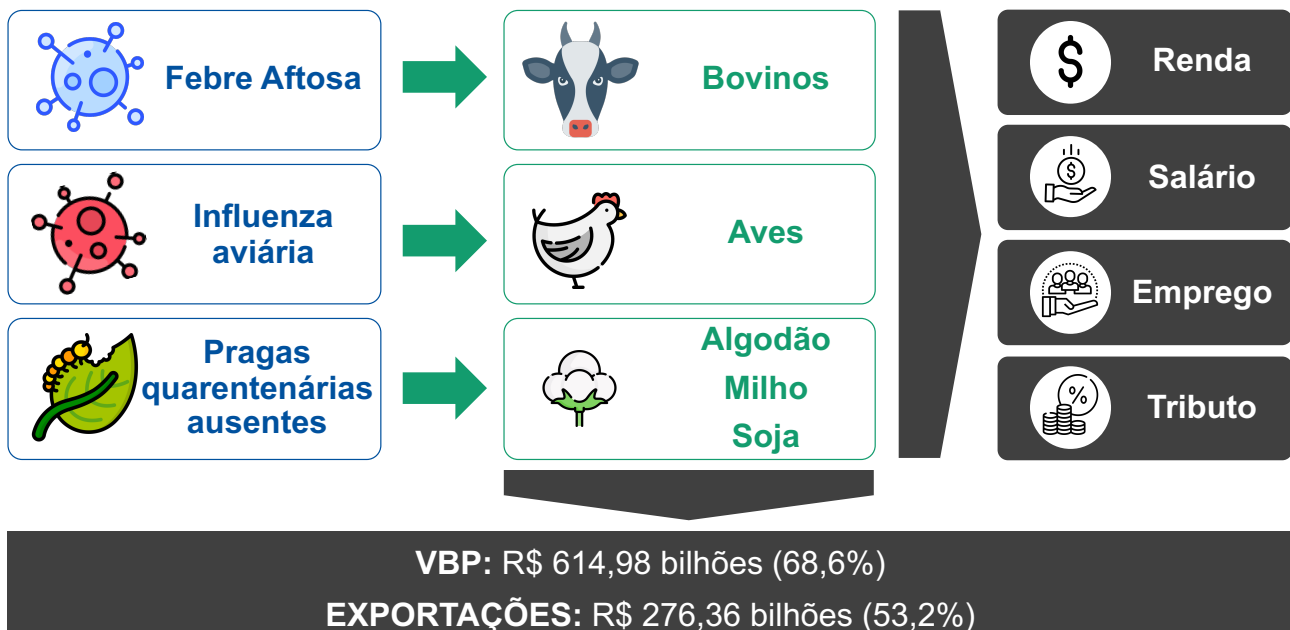 Febre Aftosa
Bovinos
Influenza
aviária
Aves
Pragas
quarentenárias
ausentes
Algodão
Milho
Soja
$
Renda
$
Salário
Emprego
%
Tributo
VBP: R$ 614,98 bilhões (68,6%)
EXPORTAÇÕES: R$ 276,36 bilhões (53,2%)